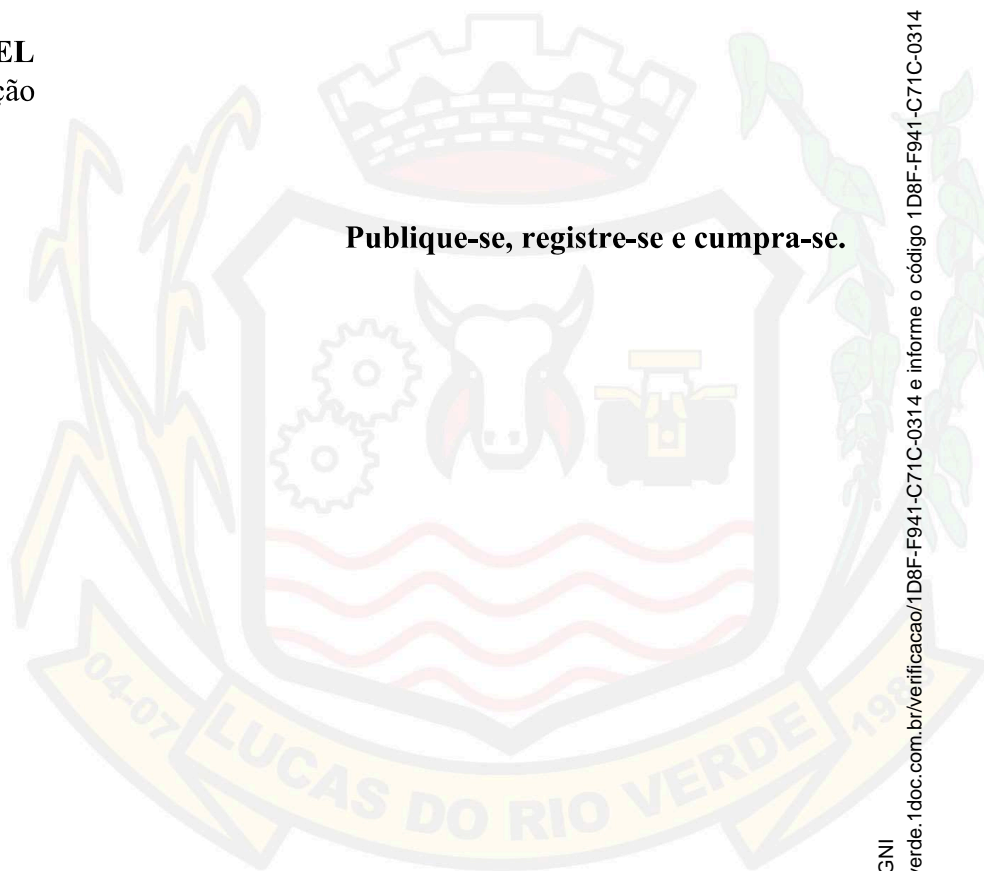 EL
ção
Publique-se, registre-se e cumpra-se.
04-07
LUCAS DO RIO VERDE
GNI
verde.1doc.com.br/verificacao/1D8F-F941-C71C-0314 e informe o código 1D8F-F941-C71C-0314